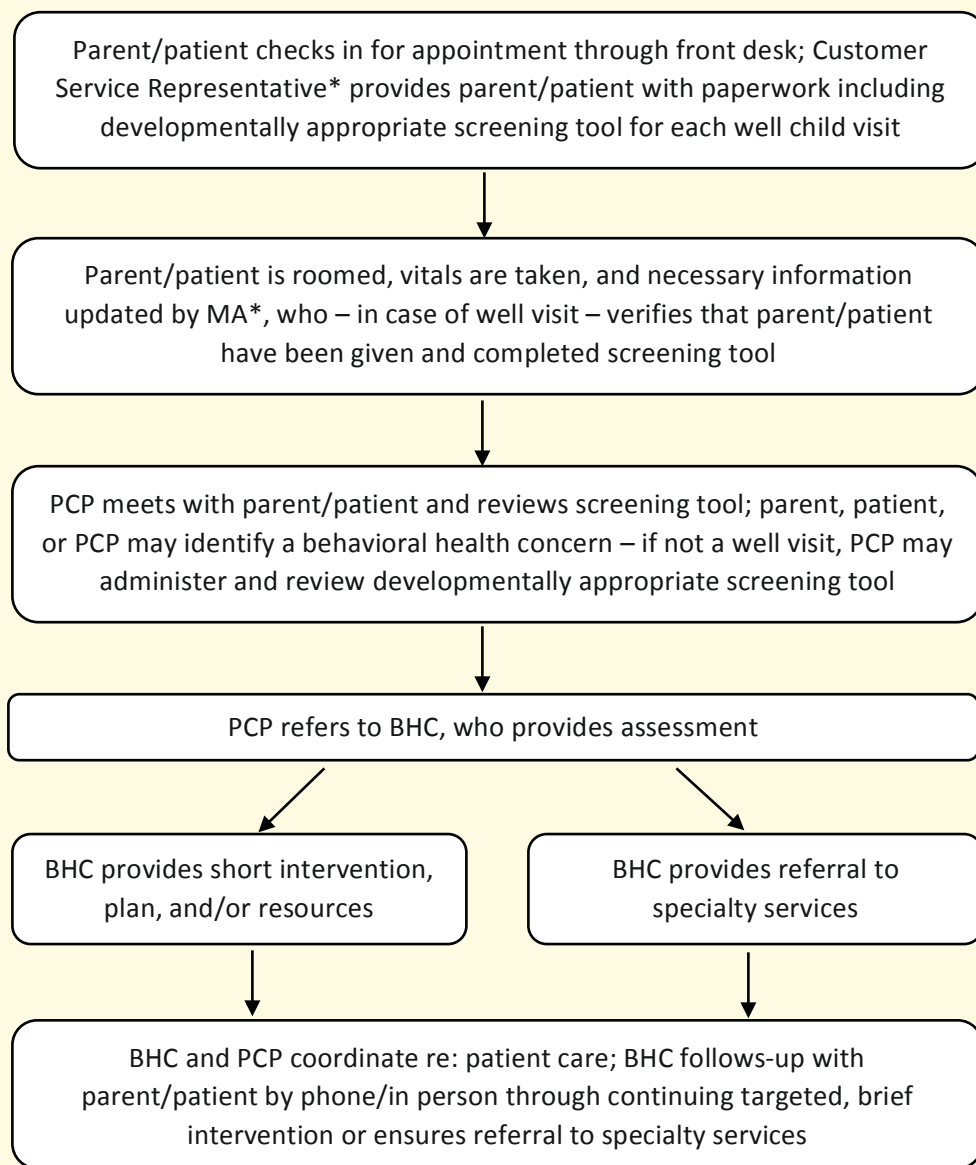 Parent/patient checks in for appointment through front desk; Customer
Service Representative* provides parent/patient with paperwork including
developmentally appropriate screening tool for each well child visit
Parent/patient is roomed, vitals are taken, and necessary information
updated by MA*, who – in case of well visit – verifies that parent/patient
have been given and completed screening tool
PCP meets with parent/patient and reviews screening tool; parent, patient,
or PCP may identify a behavioral health concern – if not a well visit, PCP may
administer and review developmentally appropriate screening tool
PCP refers to BHC, who provides assessment
BHC provides short intervention,
plan, and/or resources
BHC provides referral to
specialty services
BHC and PCP coordinate re: patient care; BHC follows-up with
parent/patient by phone/in person through continuing targeted, brief
intervention or ensures referral to specialty services